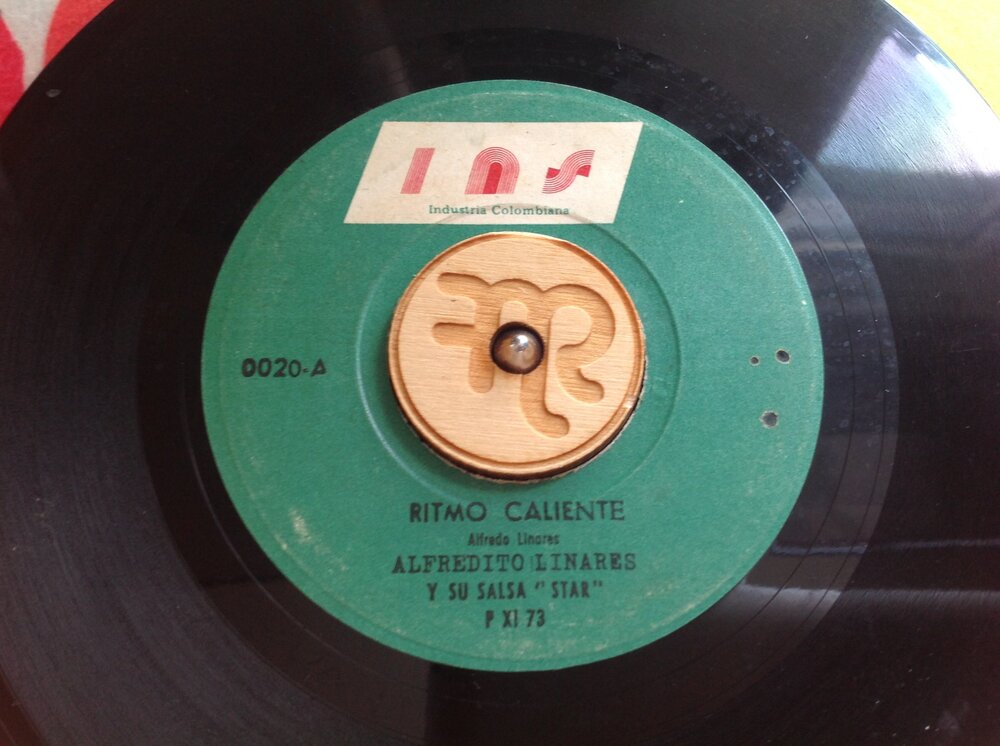 INS
Industria Colombiana
0020-A
RITMO CALIENTE
Alfredo Linares
ALFREDITO LINARES
Y SU SALSA "STAR"
P XI 73